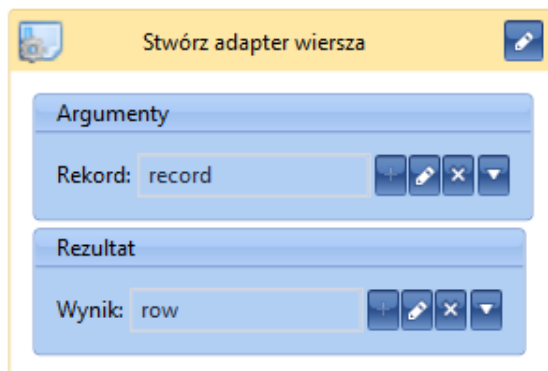 Stwórz adapter wiersza
Argumenty
Rekord: record
Rezultat
Wynik: row